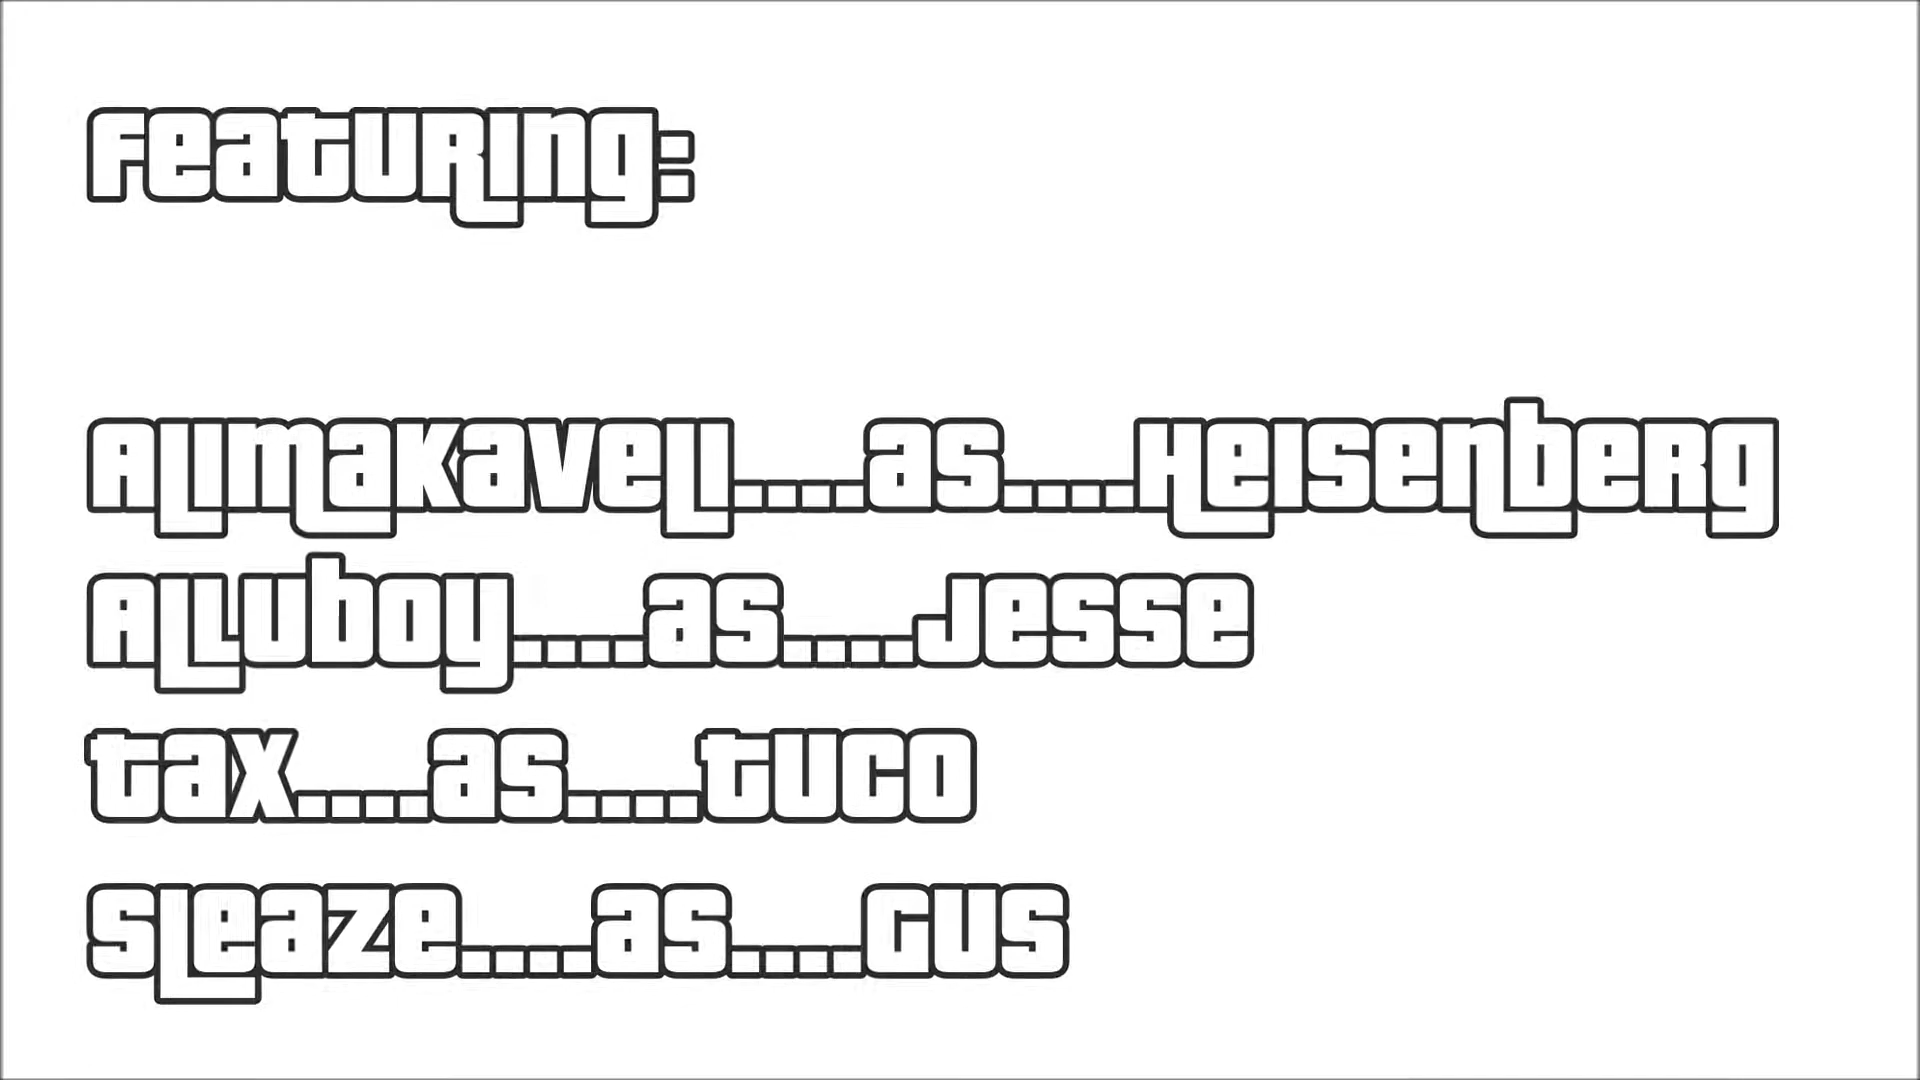 Featuring:
Alimakaveli....as....Heisenberg
Alluboy....as....Jesse
Tax....as....Tuco
Sleaze....as....Gus